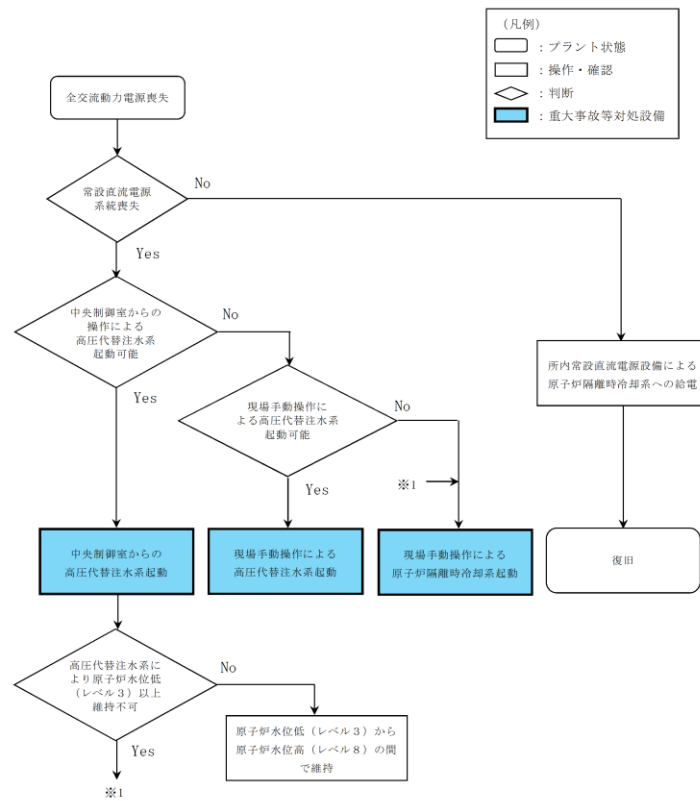 (凡例)
：プラント状態
：操作・確認
：判断
：重大事故等対処設備
全交流動力電源喪失
常設直流電源
系統喪失
No
Yes
中央制御室からの
操作による
高圧代替注水系
起動可能
No
Yes
現場手動操作に
よる高圧代替注水系
起動可能
No
Yes
※1
所内常設直流電源設備による
原子炉隔離時冷却系への給電
中央制御室からの
高圧代替注水系起動
現場手動操作による
高圧代替注水系起動
現場手動操作による
原子炉隔離時冷却系起動
復旧
高圧代替注水系に
より原子炉水位低
(レベル3)以上
維持不可
No
Yes
※1
原子炉水位低(レベル3)から
原子炉水位高(レベル8)の間
で維持